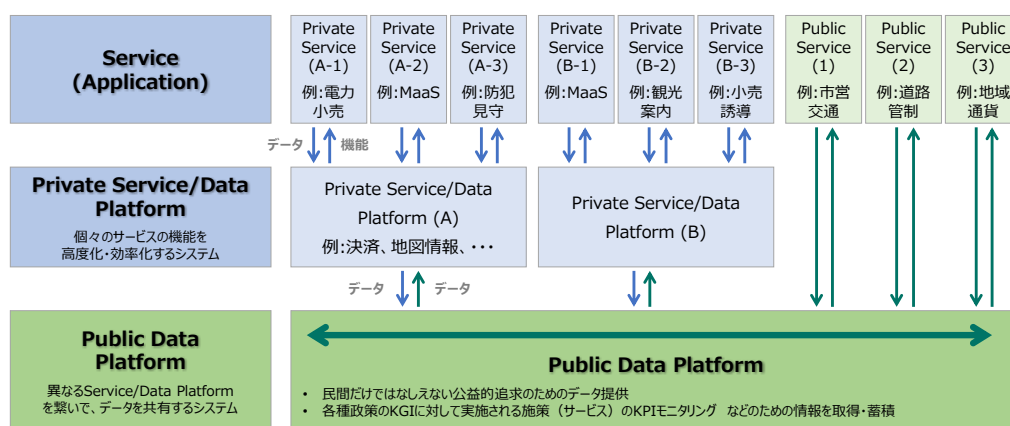 Service
(Application)
Private
Service
(A-1)
例:電力
小売
Private
Service
(A-2)
例:MaaS
Private
Service
(A-3)
例:防犯
見守
Private
Service
(B-1)
例:MaaS
Private
Service
(B-2)
例:観光
案内
Private
Service
(B-3)
例:小売
誘導
Public
Service
(1)
例:市営
交通
Public
Service
(2)
例:道路
管制
Public
Service
(3)
例:地域
通貨
データ
機能
Private Service/Data
Platform
個々のサービスの機能を
高度化・効率化するシステム
Private Service/Data
Platform (A)
例:決済、地図情報、・・・
Private Service/Data
Platform (B)
データ
データ
Public Data
Platform
異なるService/Data Platform
を繋いで、データを共有するシステム
Public Data Platform
• 民間だけではなしえない公益的追求のためのデータ提供
• 各種政策のKGIに対して実施される施策（サービス）のKPIモニタリング などのための情報を取得・蓄積